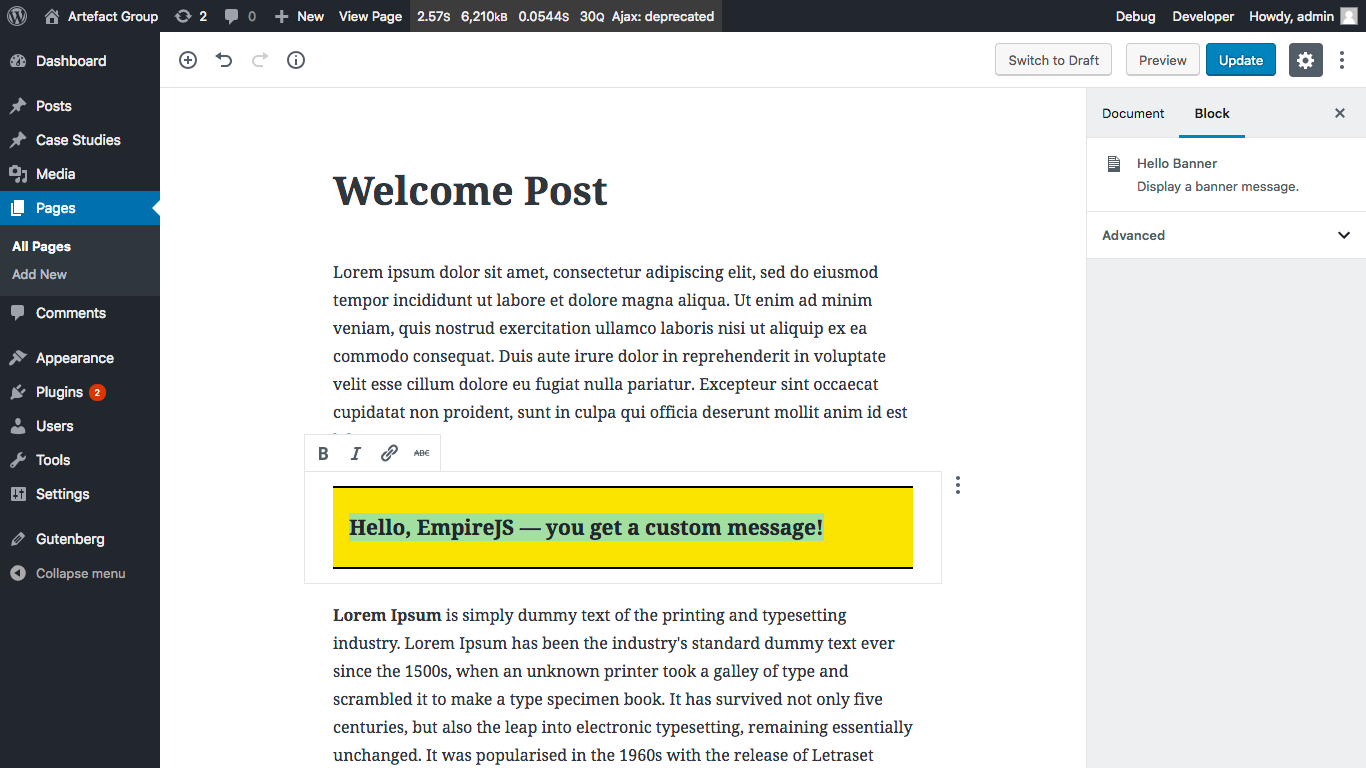 Artefact Group 2 0 New View Page 2.57s 6,210kB 0.0544s 30Q Ajax: deprecated Debug Developer Howdy, admin
Dashboard
Posts
Case Studies
Media
Pages
All Pages
Add New
Comments
Appearance
Plugins 2
Users
Tools
Settings
Gutenberg
Collapse menu
Switch to Draft Preview Update
Welcome Post
Lorem ipsum dolor sit amet, consectetur adipiscing elit, sed do eiusmod
tempor incididunt ut labore et dolore magna aliqua. Ut enim ad minim
veniam, quis nostrud exercitation ullamco laboris nisi ut aliquip ex ea
commodo consequat. Duis aute irure dolor in reprehenderit in voluptate
velit esse cillum dolore eu fugiat nulla pariatur. Excepteur sint occaecat
cupidatat non proident, sunt in culpa qui officia deserunt mollit anim id est
B I ABC
Hello, EmpireJS — you get a custom message!
Lorem Ipsum is simply dummy text of the printing and typesetting
industry. Lorem Ipsum has been the industry's standard dummy text ever
since the 1500s, when an unknown printer took a galley of type and
scrambled it to make a type specimen book. It has survived not only five
centuries, but also the leap into electronic typesetting, remaining essentially
unchanged. It was popularised in the 1960s with the release of Letraset
Document Block
Hello Banner
Display a banner message.
Advanced